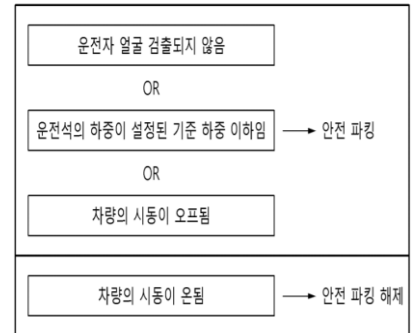 운전자 얼굴 검출되지 않음
OR
운전석의 하중이 설정된 기준 하중 이하임 → 안전 파킹
OR
차량의 시동이 오프됨
차량의 시동이 온됨 → 안전 파킹 해제